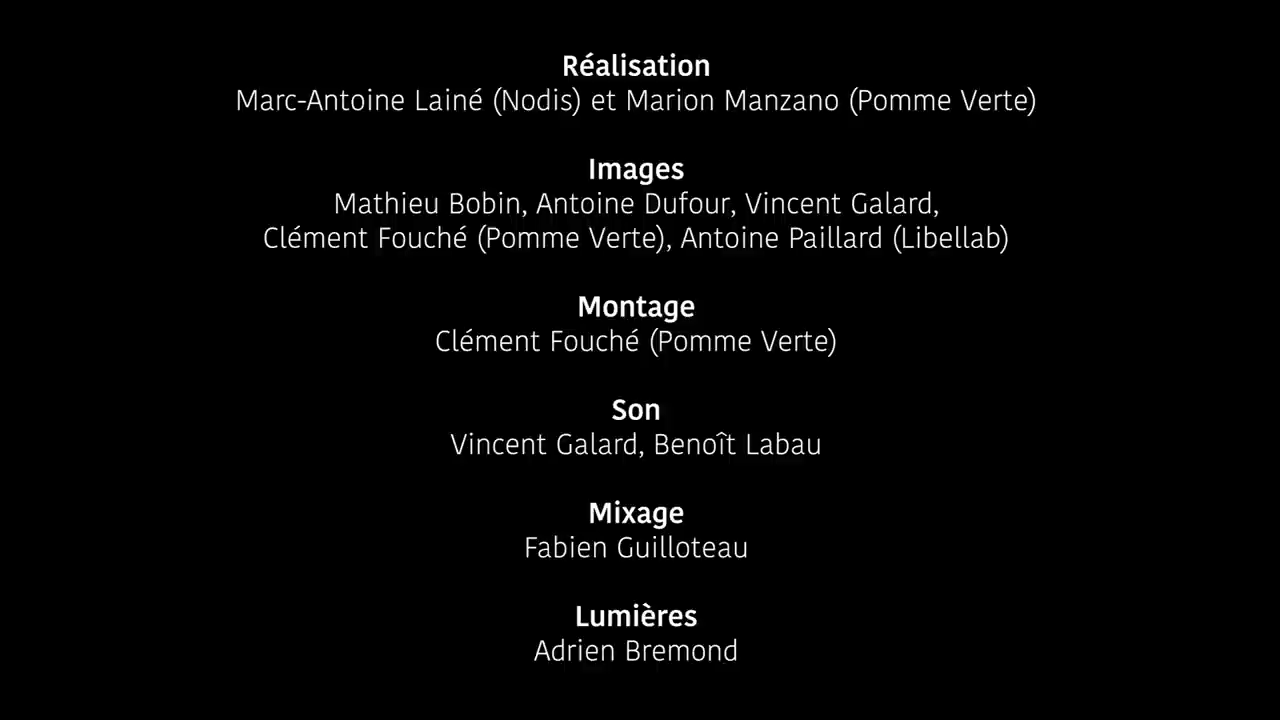 Réalisation
Marc-Antoine Lainé (Nodis) et Marion Manzano (Pomme Verte)
Images
Mathieu Bobin, Antoine Dufour, Vincent Galard,
Clément Fouché (Pomme Verte), Antoine Paillard (Libellab)
Montage
Clément Fouché (Pomme Verte)
Son
Vincent Galard, Benoît Labau
Mixage
Fabien Guilloteau
Lumières
Adrien Bremond